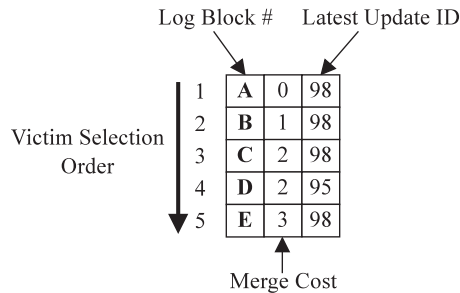 Log Block # Latest Update ID
1 A 0 98
2 B 1 98
Victim Selection
Order
3 C 2 98
4 D 2 95
5 E 3 98
Merge Cost